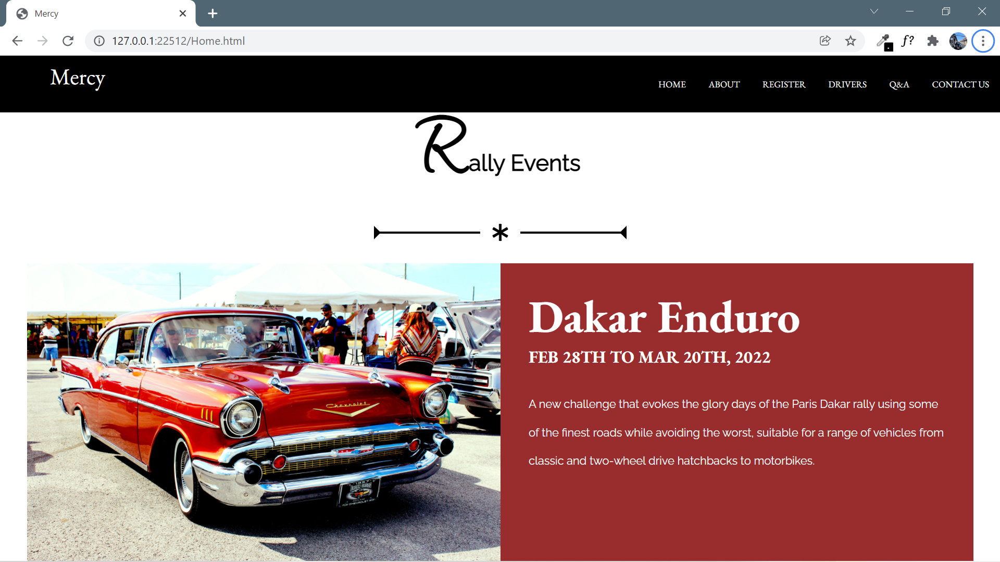 Mercy
127.0.0.1:22512/Home.html
f?
Mercy
HOME ABOUT REGISTER DRIVERS Q&A CONTACT US
Rally Events
Dakar Enduro
FEB 28TH TO MAR 20TH, 2022
A new challenge that evokes the glory days of the Paris Dakar rally using some
of the finest roads while avoiding the worst, suitable for a range of vehicles from
classic and two-wheel drive hatchbacks to motorbikes.
Chevrolet